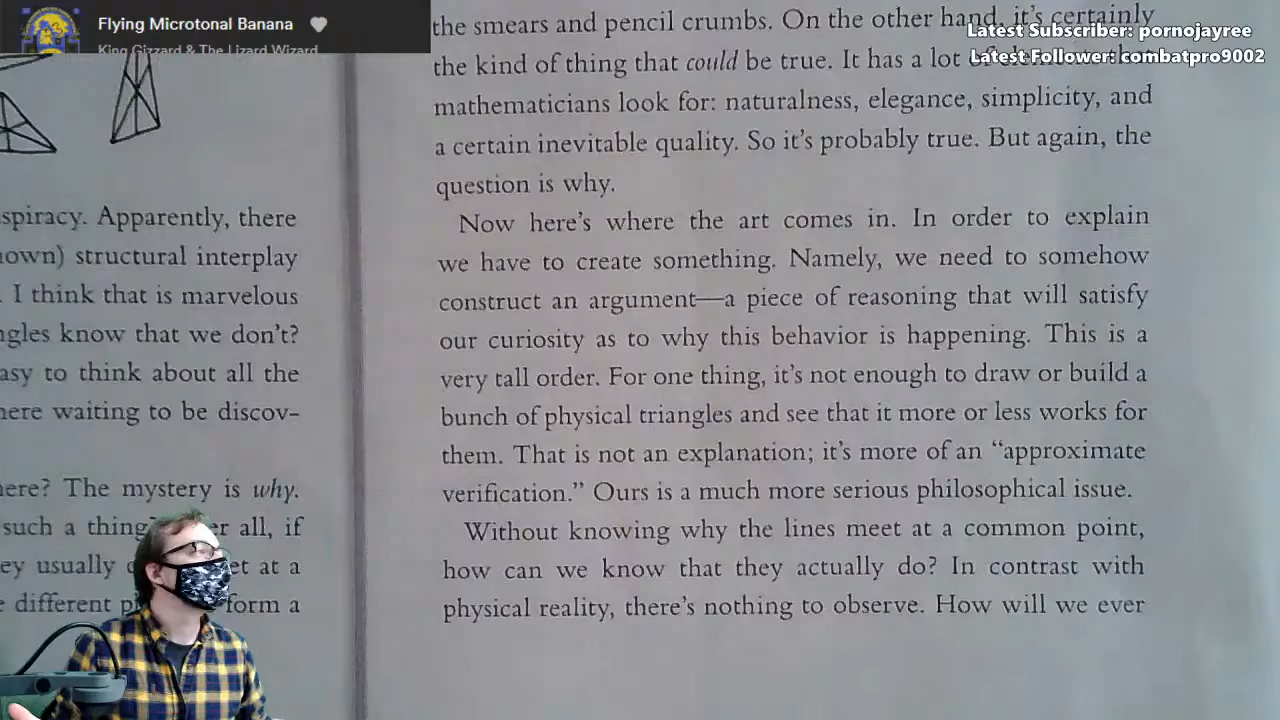 Flying Microtonal Banana
King Gizzard & The Lizard Wizard
Latest Subscriber: pornojayree
Latest Follower: combatpro9002
spiracy. Apparently, there
own) structural interplay
I think that is marvelous
ngles know that we don't?
asy to think about all the
here waiting to be discov-
ere? The mystery is why.
such a thing? er all, if
ey usually et at a
e different p form a
the smears and pencil crumbs. On the other hand, it's certainly
the kind of thing that could be true. It has a lot of
mathematicians look for: naturalness, elegance, simplicity, and
a certain inevitable quality. So it's probably true. But again, the
question is why.
Now here's where the art comes in. In order to explain
we have to create something. Namely, we need to somehow
construct an argument—a piece of reasoning that will satisfy
our curiosity as to why this behavior is happening. This is a
very tall order. For one thing, it's not enough to draw or build a
bunch of physical triangles and see that it more or less works for
them. That is not an explanation; it's more of an “approximate
verification.” Ours is a much more serious philosophical issue.
Without knowing why the lines meet at a common point,
how can we know that they actually do? In contrast with
physical reality, there's nothing to observe. How will we ever